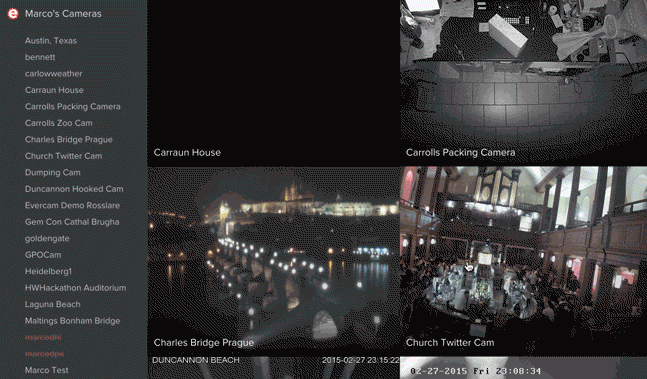 e Marco's Cameras
Austin, Texas
bennett
carlowweather
Carraun House
Carrolls Packing Camera
Carrolls Zoo Cam
Charles Bridge Prague
Church Twitter Cam
Dumping Cam
Duncannon Hooked Cam
Evercam Demo Rosslare
Gem Con Cathal Brugha
goldengate
GPOCam
Heidelberg1
HWHackathon Auditorium
Laguna Beach
Maltings Bonham Bridge
marcodhi
marcodpc
Marco Test
Carraun House
Carrolls Packing Camera
Charles Bridge Prague
Church Twitter Cam
DUNCANNON BEACH 2015-02-27 23:15:22
02-27-2015 Fri 23:08:34